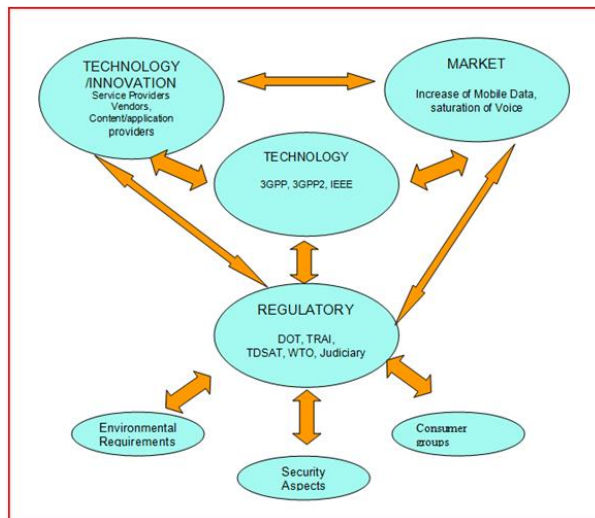 TECHNOLOGY
/INNOVATION
Service Providers
Vendors,
Content/application
providers
MARKET
Increase of Mobile Data,
saturation of Voice
TECHNOLOGY
3GPP, 3GPP2, IEEE
REGULATORY
DOT, TRAI,
TDSAT, WTO, Judiciary
Environmental
Requirements
Security
Aspects
Consumer
groups